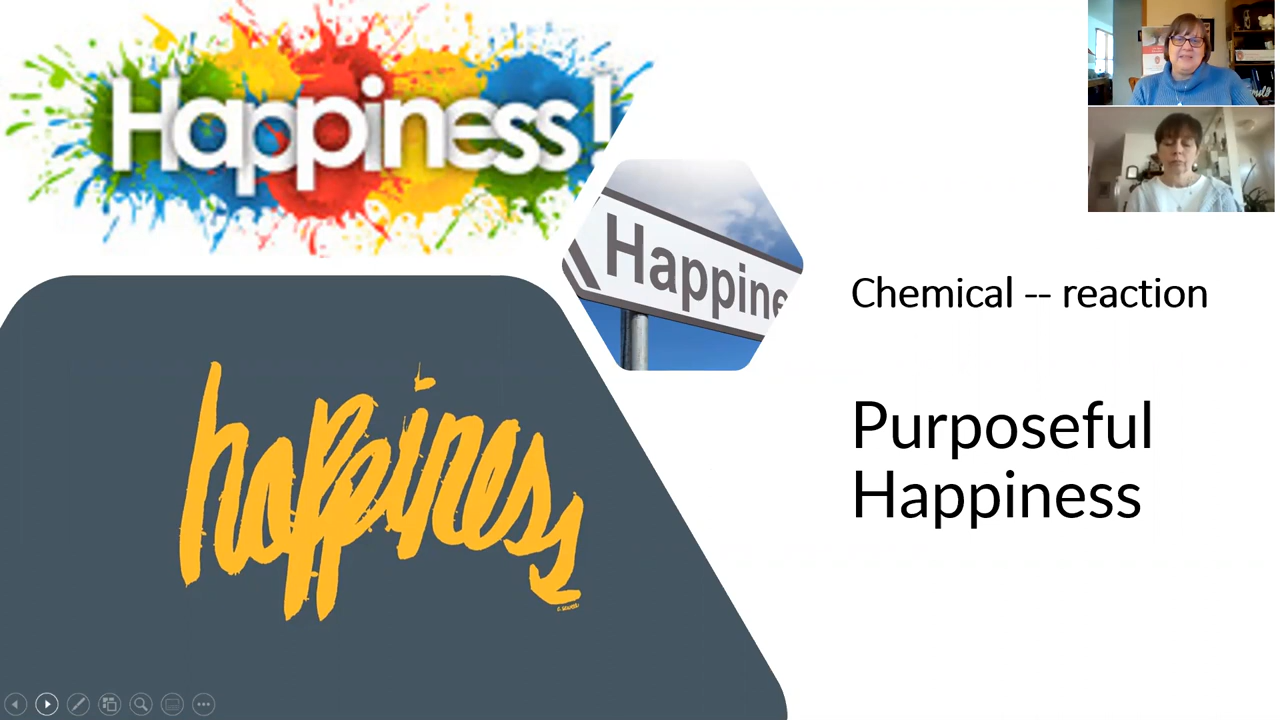 Happiness!
Happine
Chemical -- reaction
Purposeful
Happiness
happiness